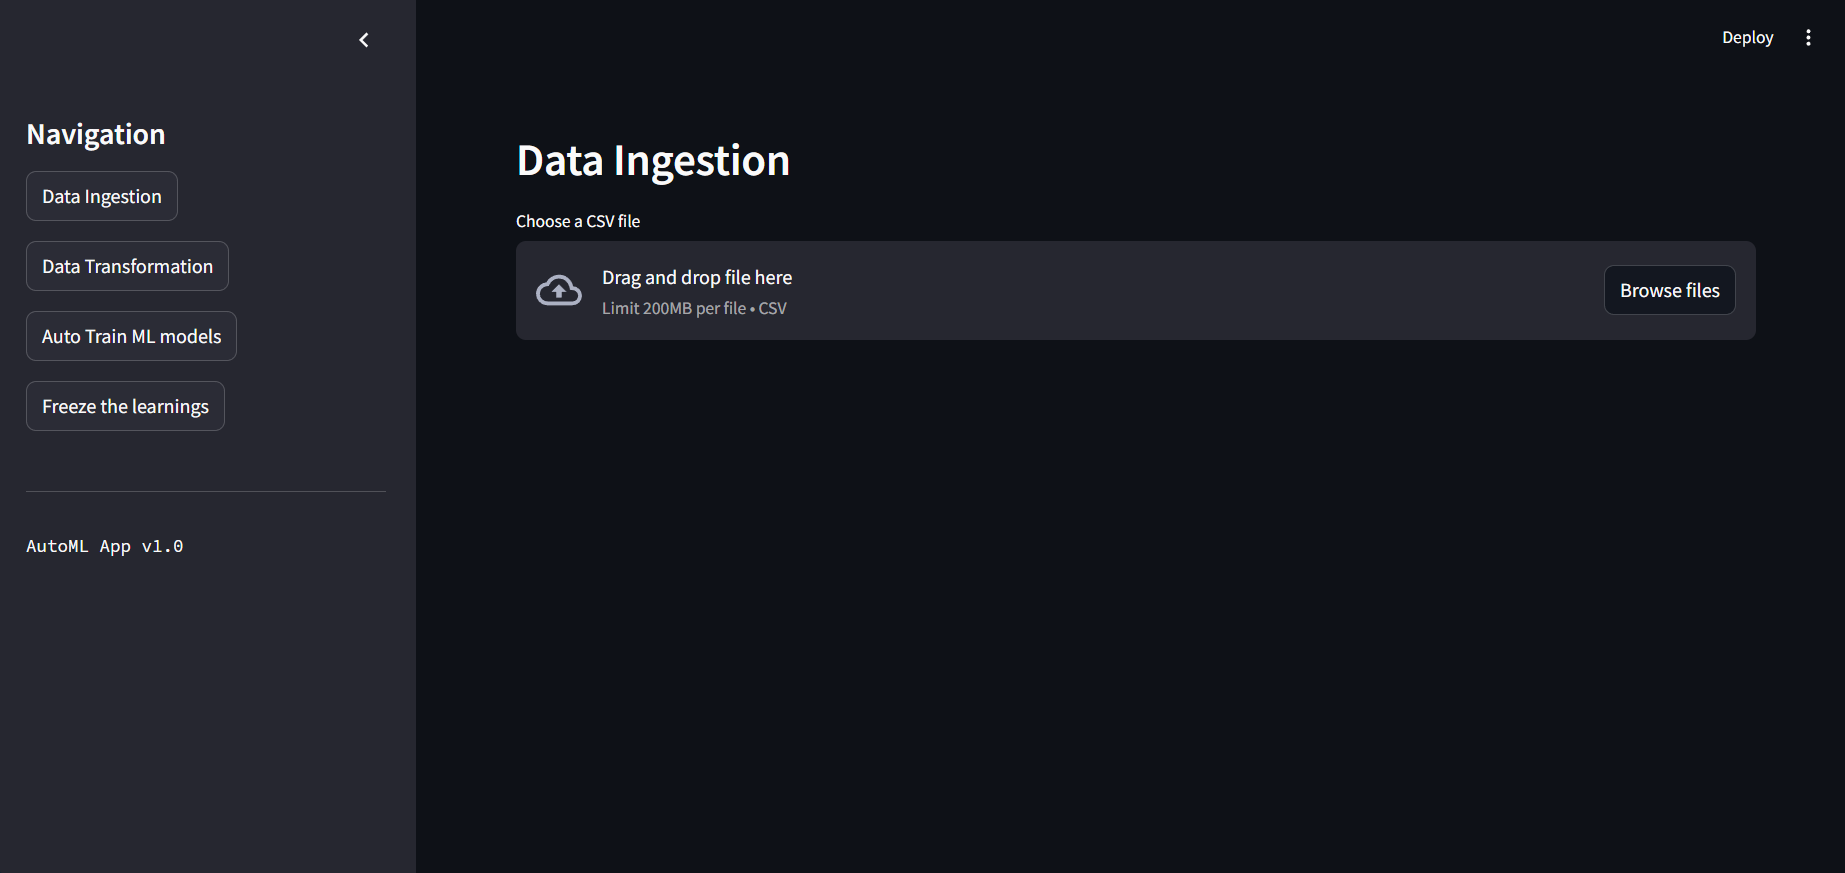 Deploy
Navigation
Data Ingestion
Data Transformation
Auto Train ML models
Freeze the learnings
AutoML App v1.0
Data Ingestion
Choose a CSV file
Drag and drop file here
Limit 200MB per file • CSV
Browse files